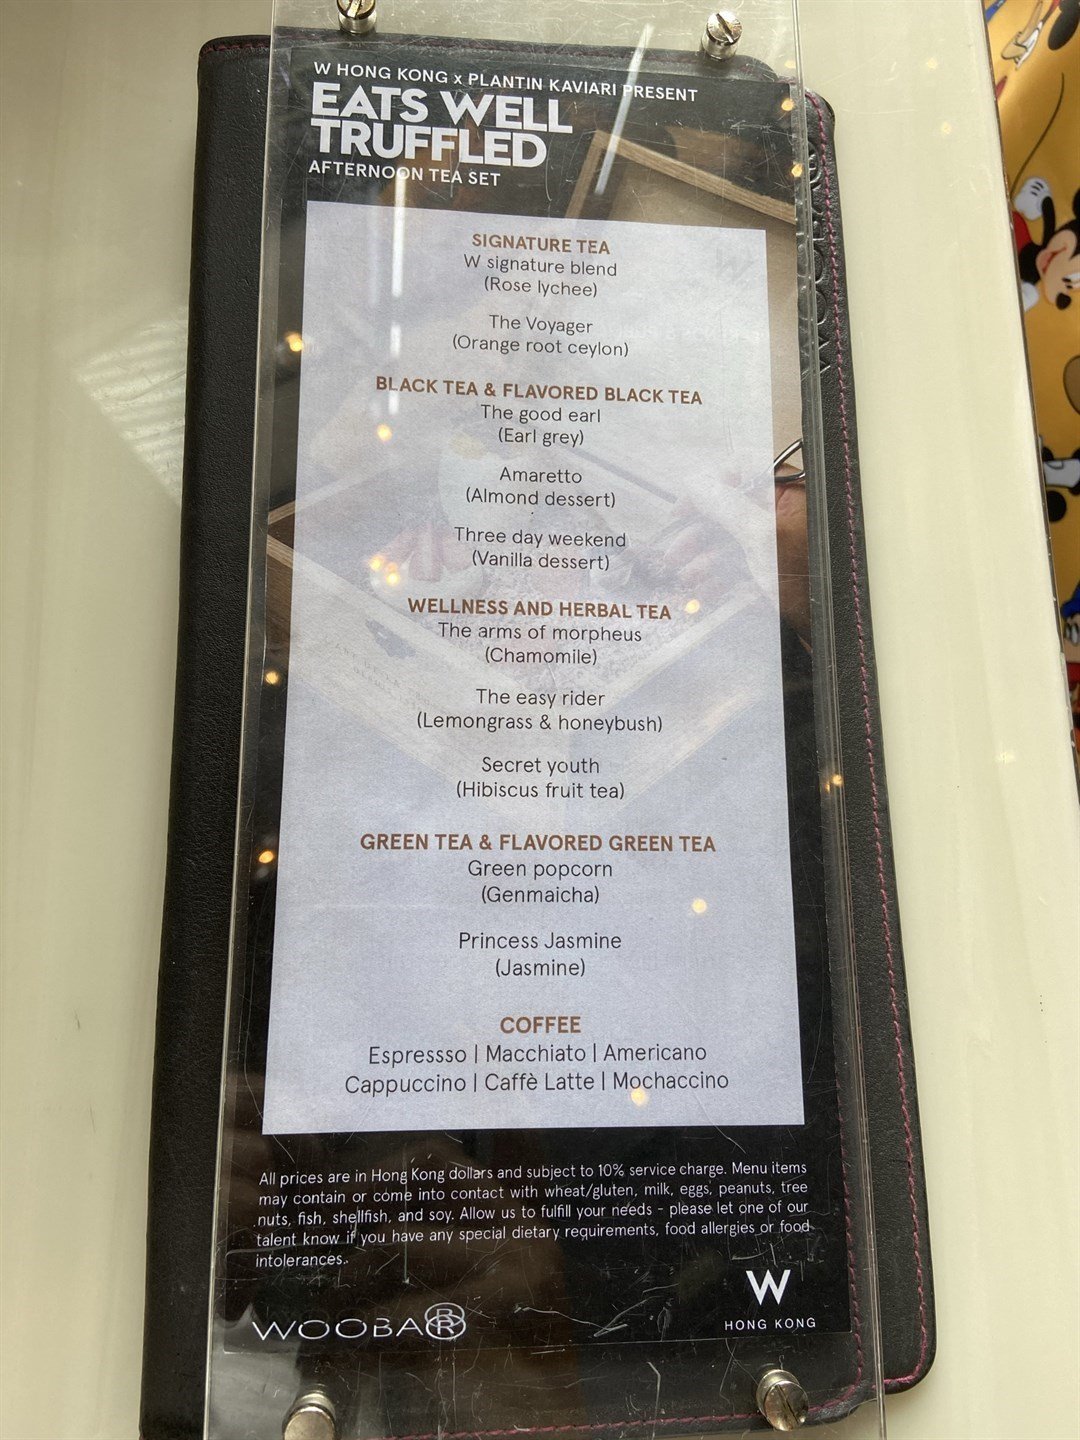 W HONG KONG x PLANTIN KAVIARI PRESENT
EATS WELL
TRUFFLED
AFTERNOON TEA SET
SIGNATURE TEA
W signature blend
(Rose lychee)
The Voyager
(Orange root ceylon)
BLACK TEA & FLAVORED BLACK TEA
The good earl
(Earl grey)
Amaretto
(Almond dessert)
Three day weekend
(Vanilla dessert)
WELLNESS AND HERBAL TEA
The arms of morpheus
(Chamomile)
The easy rider
(Lemongrass & honeybush)
Secret youth
(Hibiscus fruit tea)
GREEN TEA & FLAVORED GREEN TEA
Green popcorn
(Genmaicha)
Princess Jasmine
(Jasmine)
COFFEE
Espressso | Macchiato | Americano
Cappuccino | Caffè Latte | Mochaccino
All prices are in Hong Kong dollars and subject to 10% service charge. Menu items
may contain or come into contact with wheat/gluten, milk, eggs, peanuts, tree
nuts, fish, shellfish, and soy. Allow us to fulfill your needs - please let one of our
talent know if you have any special dietary requirements, food allergies or food
intolerances.
WOOBAR
W
HONG KONG